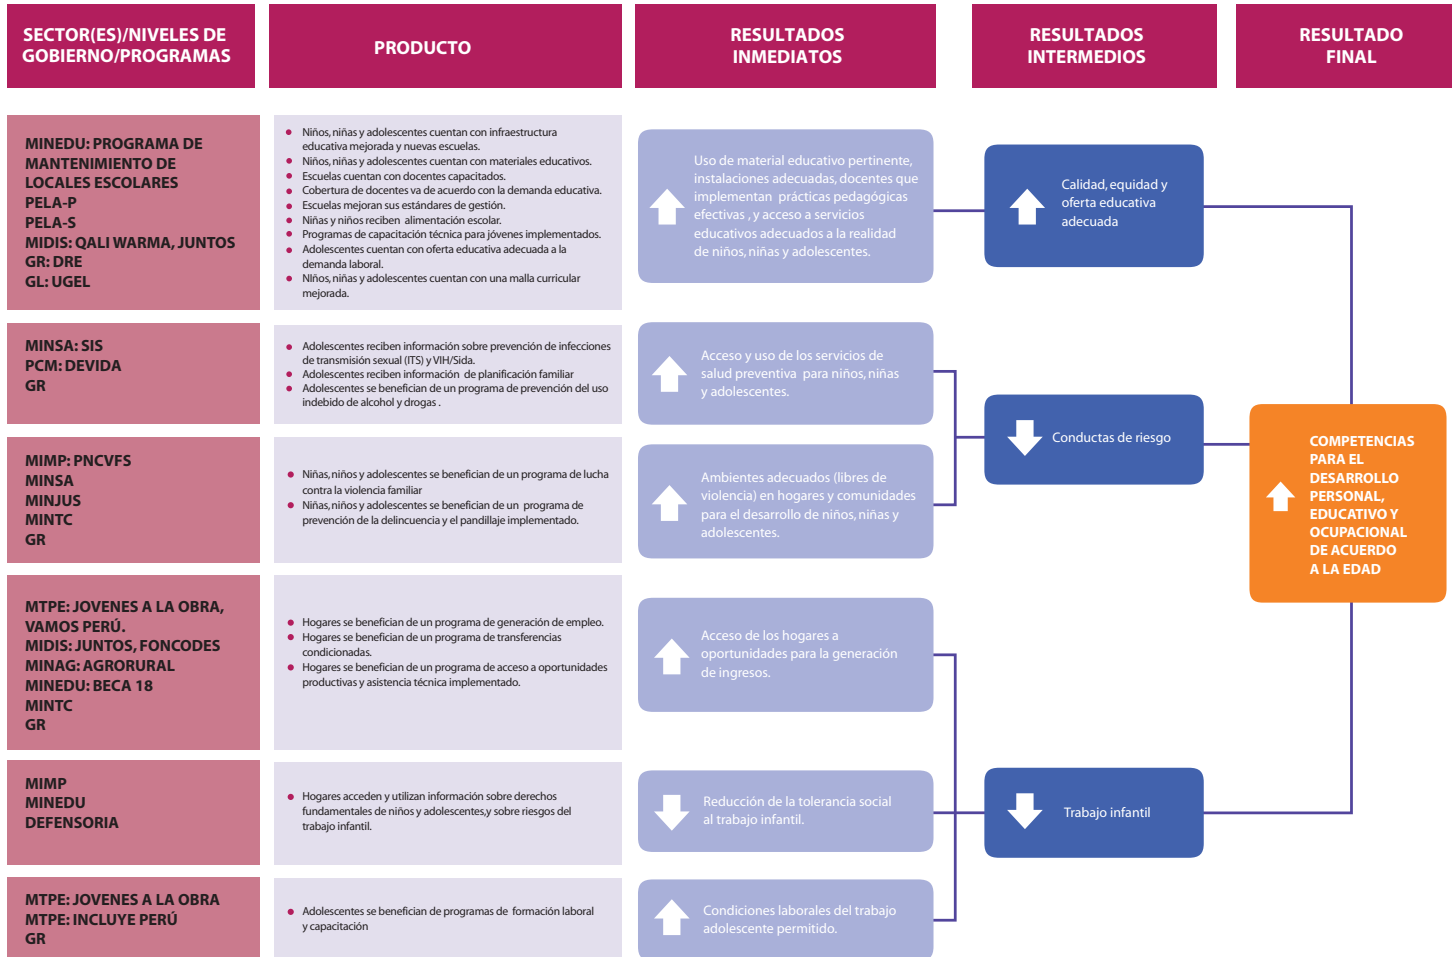 SECTOR(ES)/NIVELES DE
GOBIERNO/PROGRAMAS
PRODUCTO
RESULTADOS
INMEDIATOS
RESULTADOS
INTERMEDIOS
RESULTADO
FINAL
MINEDU: PROGRAMA DE
MANTENIMIENTO DE
LOCALES ESCOLARES
PELA-P
PELA-S
MIDIS: QALI WARMA, JUNTOS
GR: DRE
GL: UGEL
• Niños, niñas y adolescentes cuentan con infraestructura
educativa mejorada y nuevas escuelas.
• Niños, niñas y adolescentes cuentan con materiales educativos.
• Escuelas cuentan con docentes capacitados.
• Cobertura de docentes va de acuerdo con la demanda educativa.
• Escuelas mejoran sus estándares de gestión.
• Niñas y niños reciben alimentación escolar.
• Programas de capacitación técnica para jóvenes implementados.
• Adolescentes cuentan con oferta educativa adecuada a la
demanda laboral.
• NIños, niñas y adolescentes cuentan con una malla curricular
mejorada.
Uso de material educativo pertinente,
instalaciones adecuadas, docentes que
implementan prácticas pedagógicas
efectivas , y acceso a servicios
educativos adecuados a la realidad
de niños, niñas y adolescentes.
Calidad, equidad y
oferta educativa
adecuada
MINSA: SIS
PCM: DEVIDA
GR
• Adolescentes reciben información sobre prevención de infecciones
de transmisión sexual (ITS) y VIH/Sida.
• Adolescentes reciben información de planificación familiar
• Adolescentes se benefician de un programa de prevención del uso
indebido de alcohol y drogas .
Acceso y uso de los servicios de
salud preventiva para niños, niñas
y adolescentes.
Conductas de riesgo
MIMP: PNCVFS
MINSA
MINJUS
MINTC
GR
• Niñas, niños y adolescentes se benefician de un programa de lucha
contra la violencia familiar
• Niñas, niños y adolescentes se benefician de un programa de
prevención de la delincuencia y el pandillaje implementado.
Ambientes adecuados (libres de
violencia) en hogares y comunidades
para el desarrollo de niños, niñas y
adolescentes.
COMPETENCIAS
PARA EL
DESARROLLO
PERSONAL,
EDUCATIVO Y
OCUPACIONAL
DE ACUERDO
A LA EDAD
MTPE: JOVENES A LA OBRA,
VAMOS PERÚ.
MIDIS: JUNTOS, FONCODES
MINAG: AGRORURAL
MINEDU: BECA 18
MINTC
GR
• Hogares se benefician de un programa de generación de empleo.
• Hogares se benefician de un programa de transferencias
condicionadas.
• Hogares se benefician de un programa de acceso a oportunidades
productivas y asistencia técnica implementado.
Acceso de los hogares a
oportunidades para la generación
de ingresos.
MIMP
MINEDU
DEFENSORIA
• Hogares acceden y utilizan información sobre derechos
fundamentales de niños y adolescentes,y sobre riesgos del
trabajo infantil.
Reducción de la tolerancia social
al trabajo infantil.
Trabajo infantil
MTPE: JOVENES A LA OBRA
MTPE: INCLUYE PERÚ
GR
• Adolescentes se benefician de programas de formación laboral
y capacitación
Condiciones laborales del trabajo
adolescente permitido.